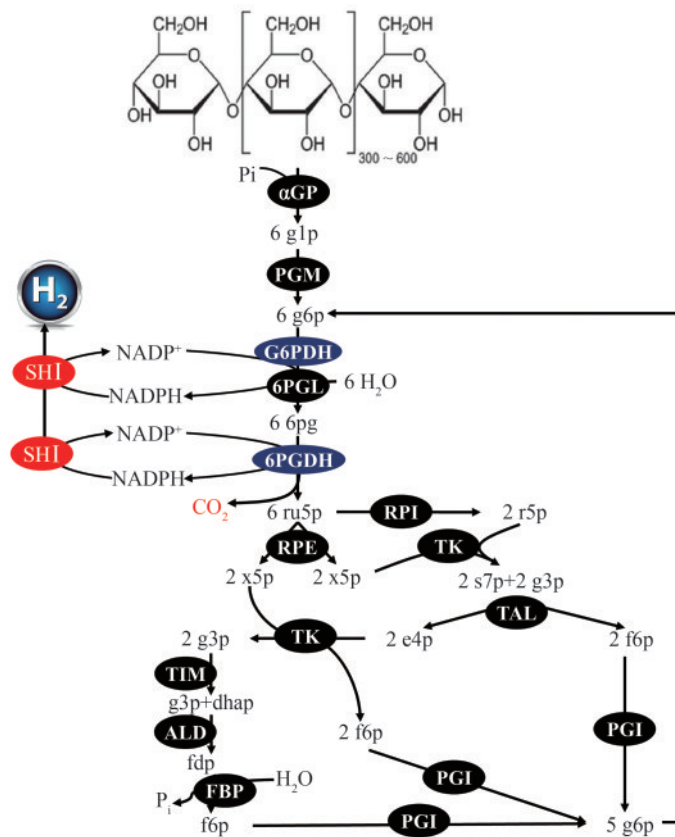 CH₂OH CH₂OH CH₂OH
O O O
OH OH OH
OH O O OH
OH OH OH
300 ~ 600
Pi
αGP
6 g1p
PGM
H₂
6 g6p
NADP⁺ G6PDH
SHI
NADPH 6PGL 6 H₂O
6 6pg
NADP⁺
SHI 6PGDH
NADPH
CO₂ 6 ru5p RPI 2 r5p
RPE TK
2 x5p 2 x5p 2 s7p+2 g3p
TAL
2 g3p TK 2 e4p 2 f6p
TIM
g3p+dhap
ALD 2 f6p PGI
fdp
FBP H₂O PGI
Pᵢ
f6p PGI 5 g6p